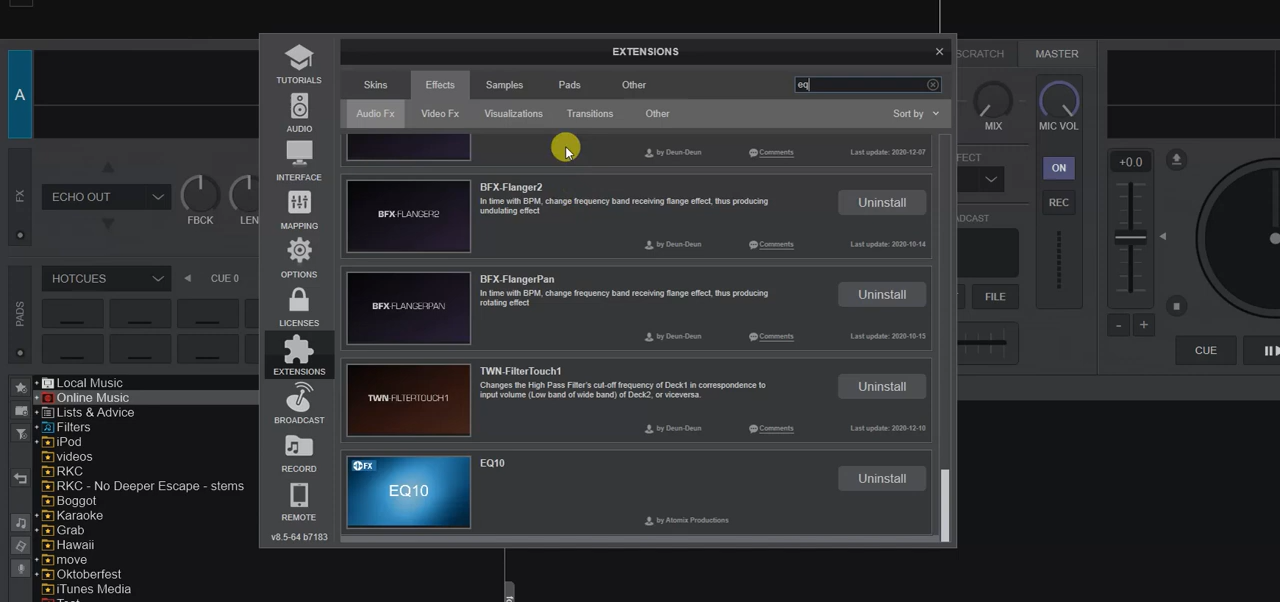 EXTENSIONS
SCRATCH MASTER
TUTORIALS
Skins Effects Samples Pads Other eq
A
Audio Fx Video Fx Visualizations Transitions Other Sort by
AUDIO
MIX MIC VOL
by Deun-Deun Comments Last update: 2020-12-07
+0.0
INTERFACE
FX
ECHO OUT
FBCK
BFX-FLANGER2
BFX-Flanger2
In time with BPM, change frequency band receiving flange effect, thus producing
undulating effect
Uninstall
by Deun-Deun Comments Last update: 2020-10-14
ON
REC
MAPPING
OPTIONS
PADS
HOTCUES CUE 0
BFX-FLANGERPAN
BFX-FlangerPan
In time with BPM, change frequency band receiving flange effect, thus producing
rotating effect
Uninstall
by Deun-Deun Comments Last update: 2020-10-15
FILE
- +
LICENSES
CUE
EXTENSIONS
TWN-FILTERTOUCH1
TWN-FilterTouch1
Changes the High Pass Filter's cut-off frequency of Deck1 in correspondence to
input volume (Low band of wide band) of Deck2, or viceversa.
Uninstall
by Deun-Deun Comments Last update: 2020-12-10
BROADCAST
FX
EQ10
EQ10
Uninstall
by Atomix Productions
RECORD
REMOTE
v8.5-64 b7183
Local Music
Online Music
Lists & Advice
Filters
iPod
videos
RKC
RKC - No Deeper Escape - stems
Boggot
Karaoke
Grab
Hawaii
move
Oktoberfest
iTunes Media